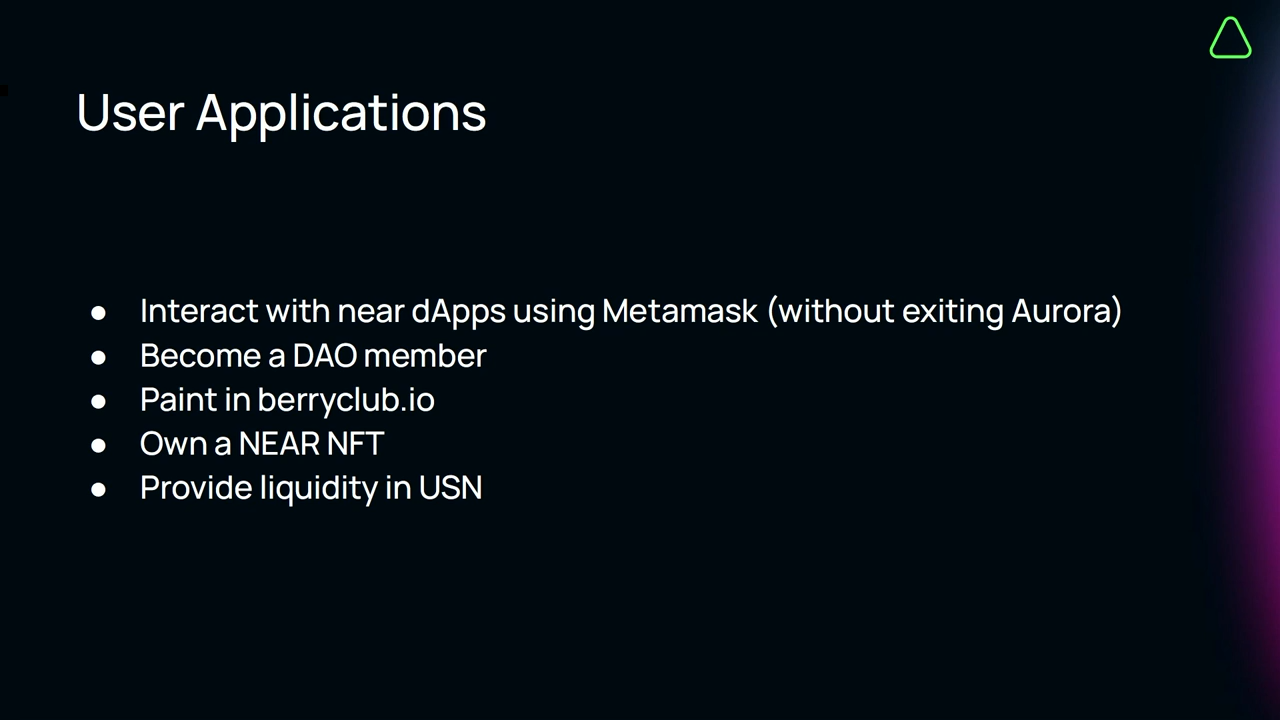 User Applications
● Interact with near dApps using Metamask (without exiting Aurora)
● Become a DAO member
● Paint in berryclub.io
● Own a NEAR NFT
● Provide liquidity in USN